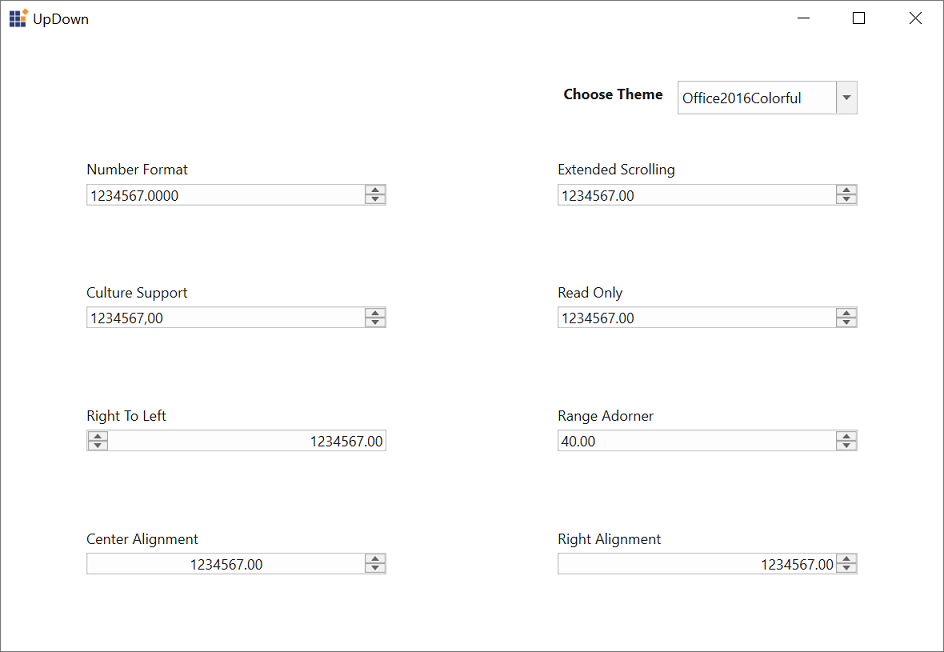 UpDown
Choose Theme Office2016Colorful
Number Format
1234567.0000
Extended Scrolling
1234567.00
Culture Support
1234567,00
Read Only
1234567.00
Right To Left
1234567.00
Range Adorner
40.00
Center Alignment
1234567.00
Right Alignment
1234567.00